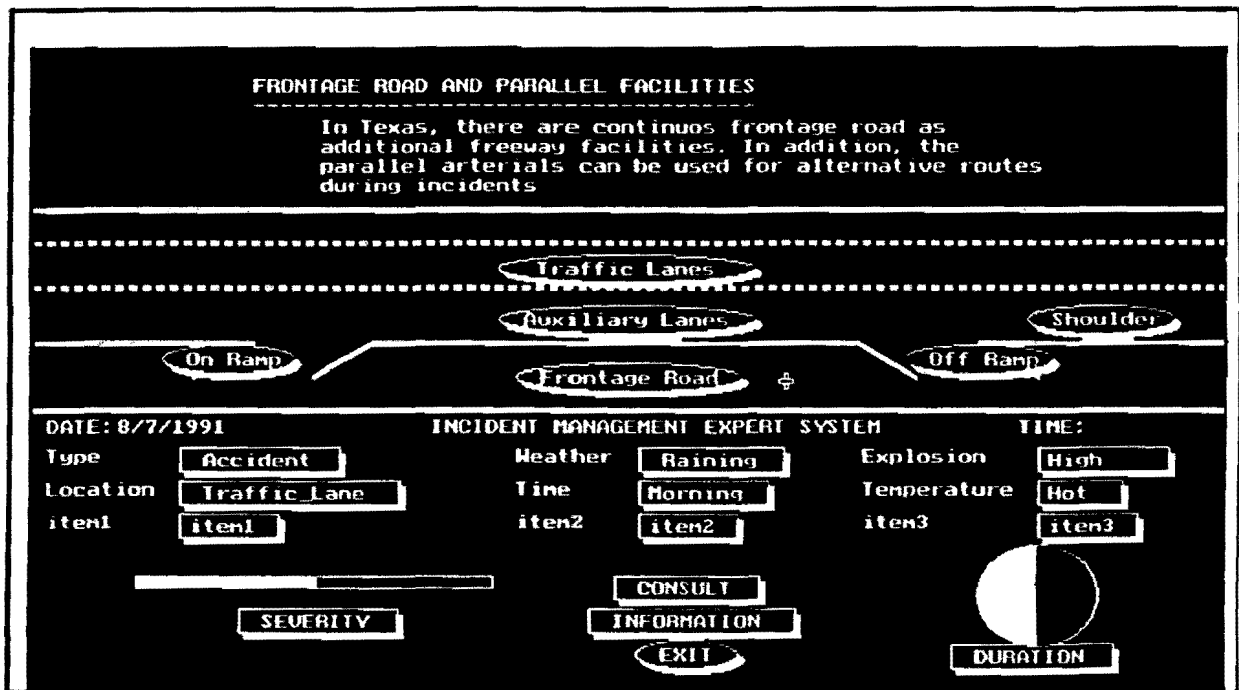 FRONTAGE ROAD AND PARALLEL FACILITIES
In Texas, there are continuos frontage road as
additional freeway facilities. In addition, the
parallel arterials can be used for alternative routes
during incidents
Traffic Lanes
Auxiliary Lanes Shoulder
On Ramp Off Ramp
Frontage Road
DATE: 8/7/1991 INCIDENT MANAGEMENT EXPERT SYSTEM TIME:
Type Accident Weather Raining Explosion High
Location Traffic_Lane Time Morning Temperature Hot
item1 item1 item2 item2 item3 item3
CONSULT
SEVERITY INFORMATION
EXIT DURATION